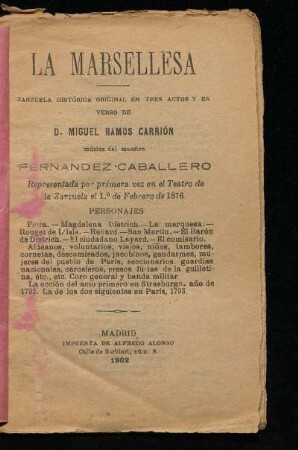 LA MARSELLESA
ZARZUELA HISTÓRICA ORIGINAL EN TRES ACTOS Y EN
VERSO DE
D. MIGUEL RAMOS CARRIÓN
música del maestro
FERNANDEZ CABALLERO
Representada por primera vez en el Teatro de
la Zarzuela el 1.º de Febrero de 1876
PERSONAJES
Flora.—Magdalena Dietrich.—La marquesa.—
Rouget de L'Isle.—Renard.—San Martín.—El Barón
de Dietrich.—El ciudadano Layard.—El comisario.
Aldeanos, voluntarios, viejos, niños, tambores,
cornetas, descamisados, jacobinos, gendarmes, mu-
jeres del pueblo de París, seccionarios, guardias
nacionales, carceleros, presos, furias de la guilloti-
na, etc., etc. Coro general y banda militar
La acción del acto primero en Strasburgo, año de
1792. La de los dos siguientes en París, 1793.
MADRID
IMPRENTA DE ALFREDO ALONSO
Calle de Barbieri, núm. 8.
1902